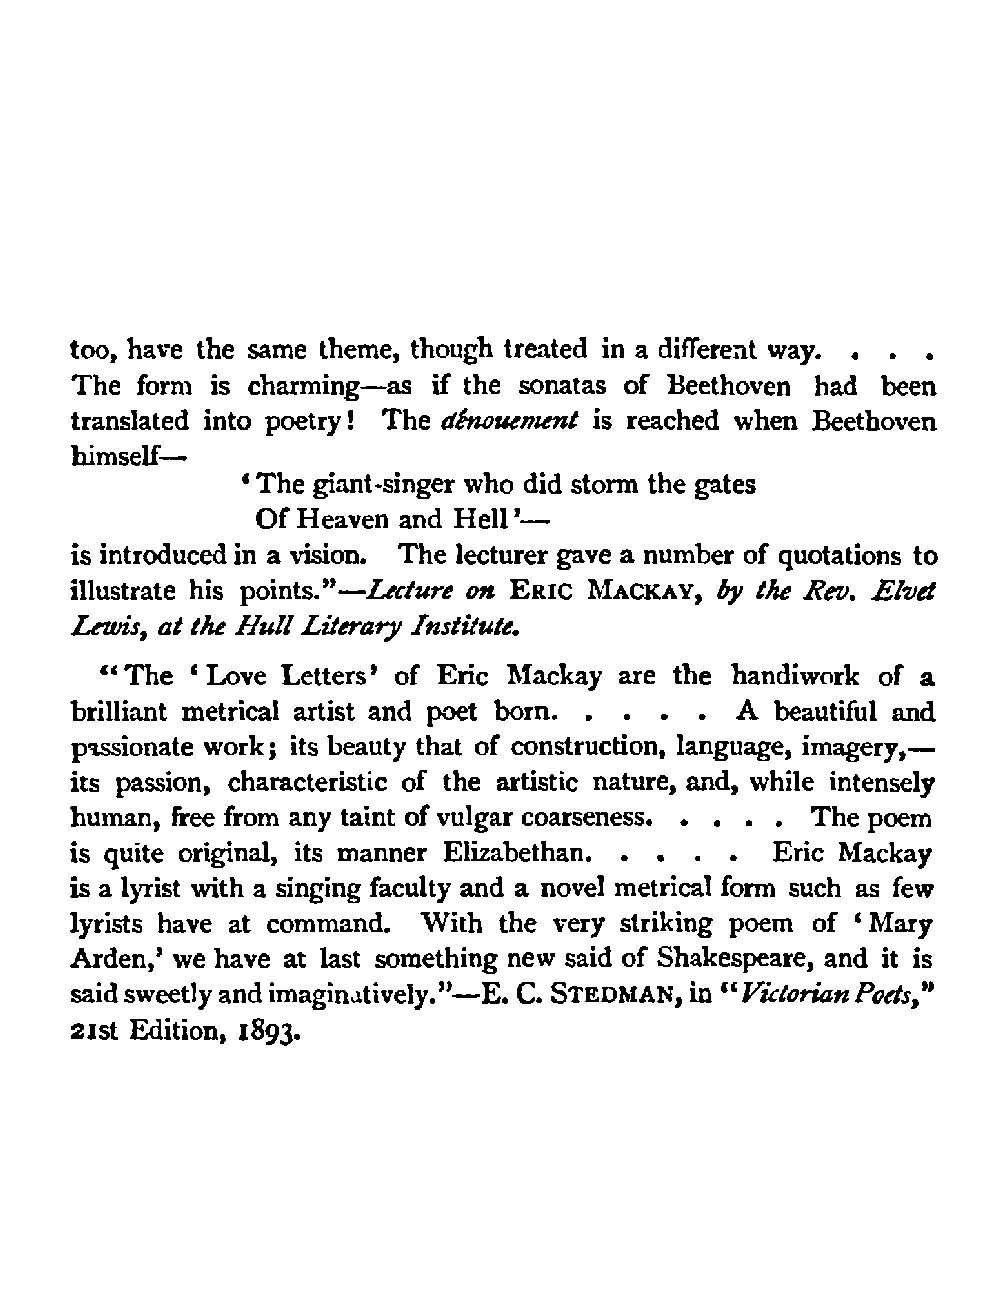 too, have the same theme, though treated in a different way. . . .
The form is charming—as if the sonatas of Beethoven had been
translated into poetry! The dénouement is reached when Beethoven
himself—
‘The giant-singer who did storm the gates
Of Heaven and Hell’—
is introduced in a vision. The lecturer gave a number of quotations to
illustrate his points.”—Lecture on ERIC MACKAY, by the Rev. Elvet
Lewis, at the Hull Literary Institute.
“The ‘Love Letters’ of Eric Mackay are the handiwork of a
brilliant metrical artist and poet born. . . . . . A beautiful and
passionate work; its beauty that of construction, language, imagery,—
its passion, characteristic of the artistic nature, and, while intensely
human, free from any taint of vulgar coarseness. . . . . . The poem
is quite original, its manner Elizabethan. . . . . . Eric Mackay
is a lyrist with a singing faculty and a novel metrical form such as few
lyrists have at command. With the very striking poem of ‘Mary
Arden,’ we have at last something new said of Shakespeare, and it is
said sweetly and imaginatively.”—E. C. STEDMAN, in “Victorian Poets,”
21st Edition, 1893.